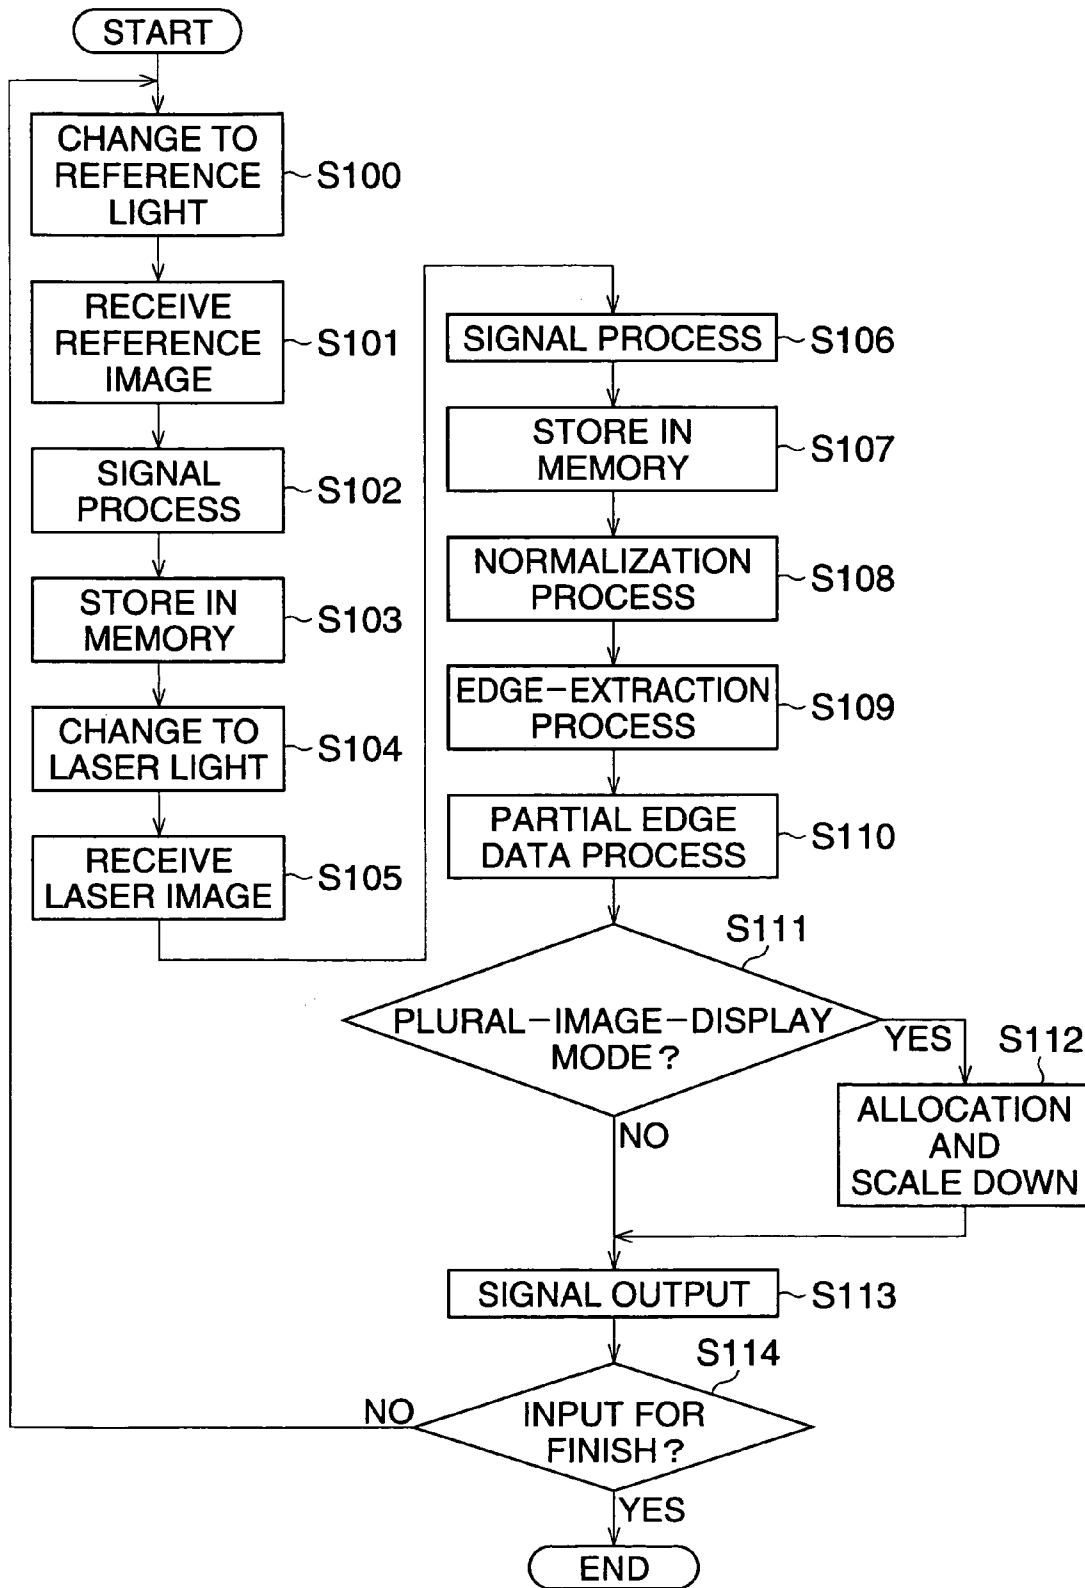 START
CHANGE TO
REFERENCE
LIGHT
S100
RECEIVE
REFERENCE
IMAGE
S101
SIGNAL
PROCESS
S102
STORE IN
MEMORY
S103
CHANGE TO
LASER LIGHT
S104
RECEIVE
LASER IMAGE
S105
SIGNAL PROCESS
S106
STORE IN
MEMORY
S107
NORMALIZATION
PROCESS
S108
EDGE-EXTRACTION
PROCESS
S109
PARTIAL EDGE
DATA PROCESS
S110
S111
PLURAL-IMAGE-DISPLAY
MODE?
YES
NO
S112
ALLOCATION
AND
SCALE DOWN
SIGNAL OUTPUT
S113
S114
INPUT FOR
FINISH?
NO
YES
END